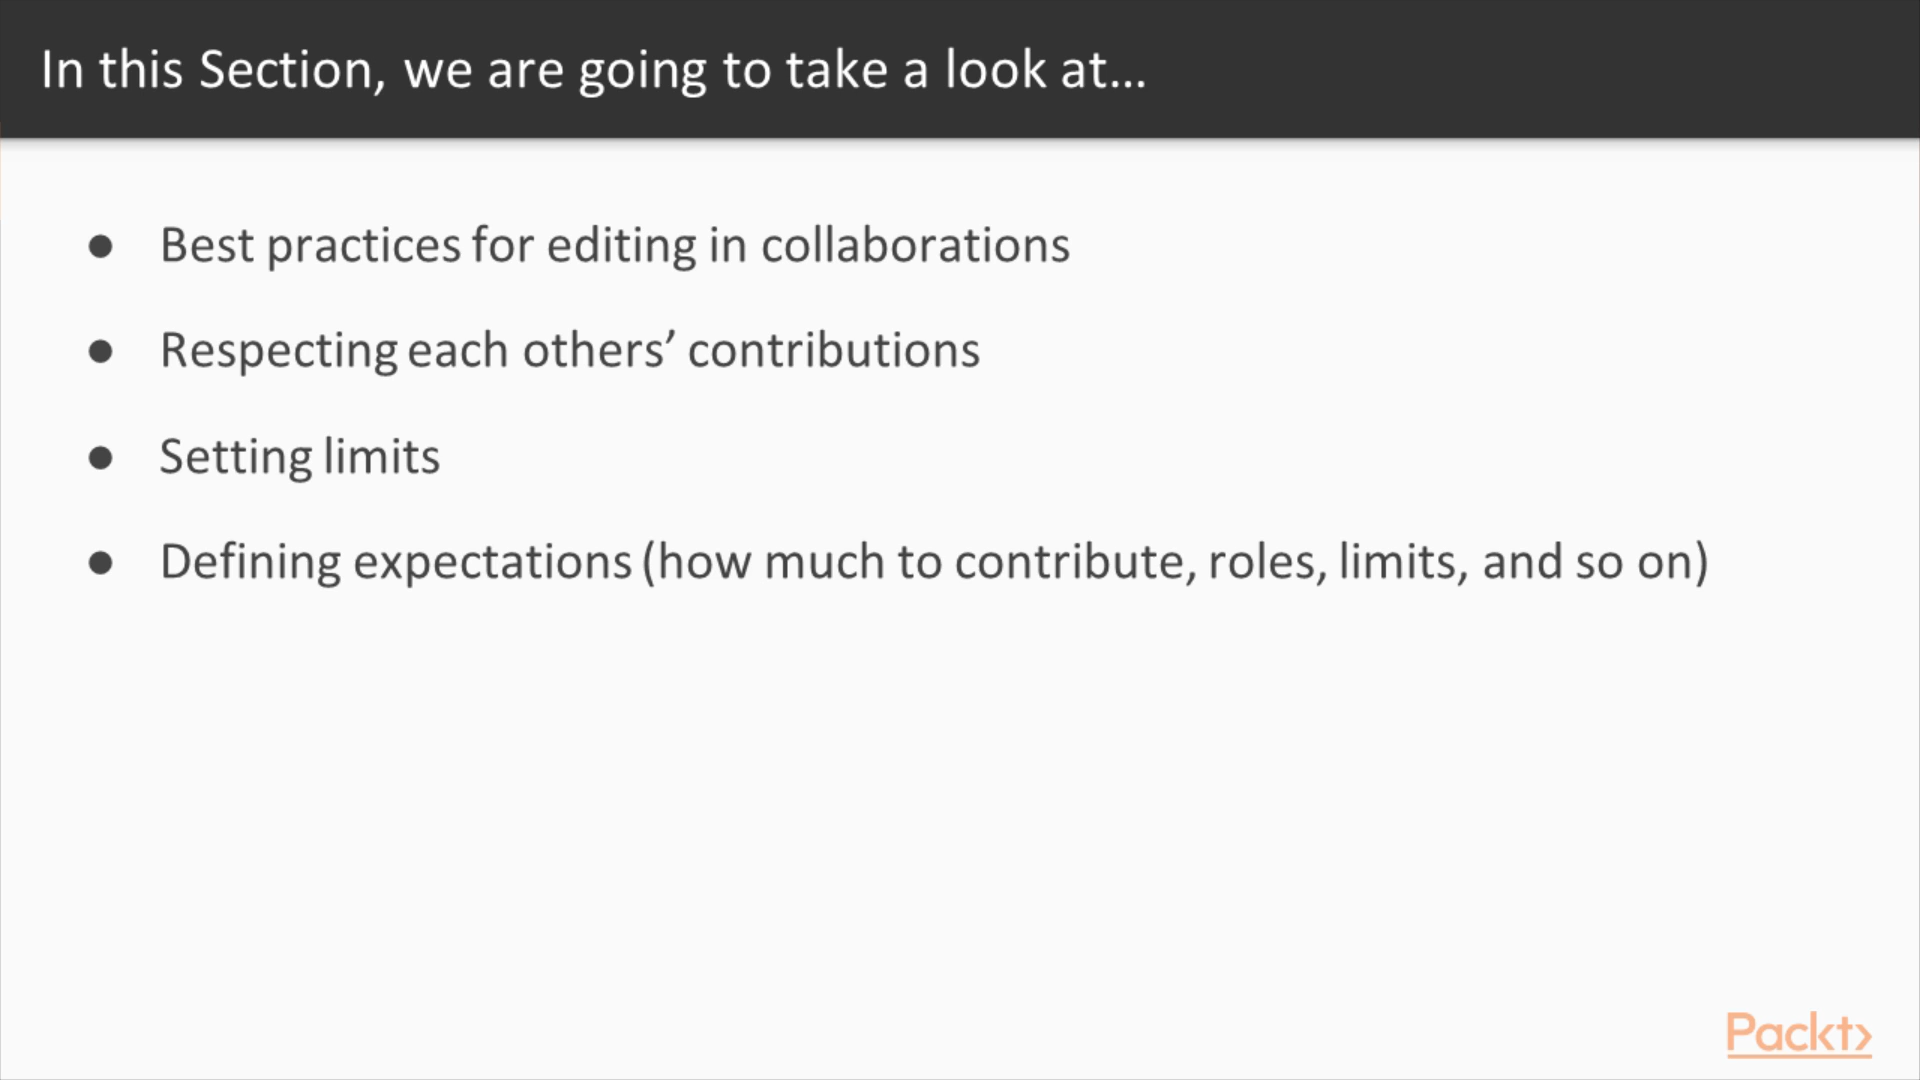 In this Section, we are going to take a look at...
● Best practices for editing in collaborations
● Respecting each others’ contributions
● Setting limits
● Defining expectations (how much to contribute, roles, limits, and so on)
Packt>